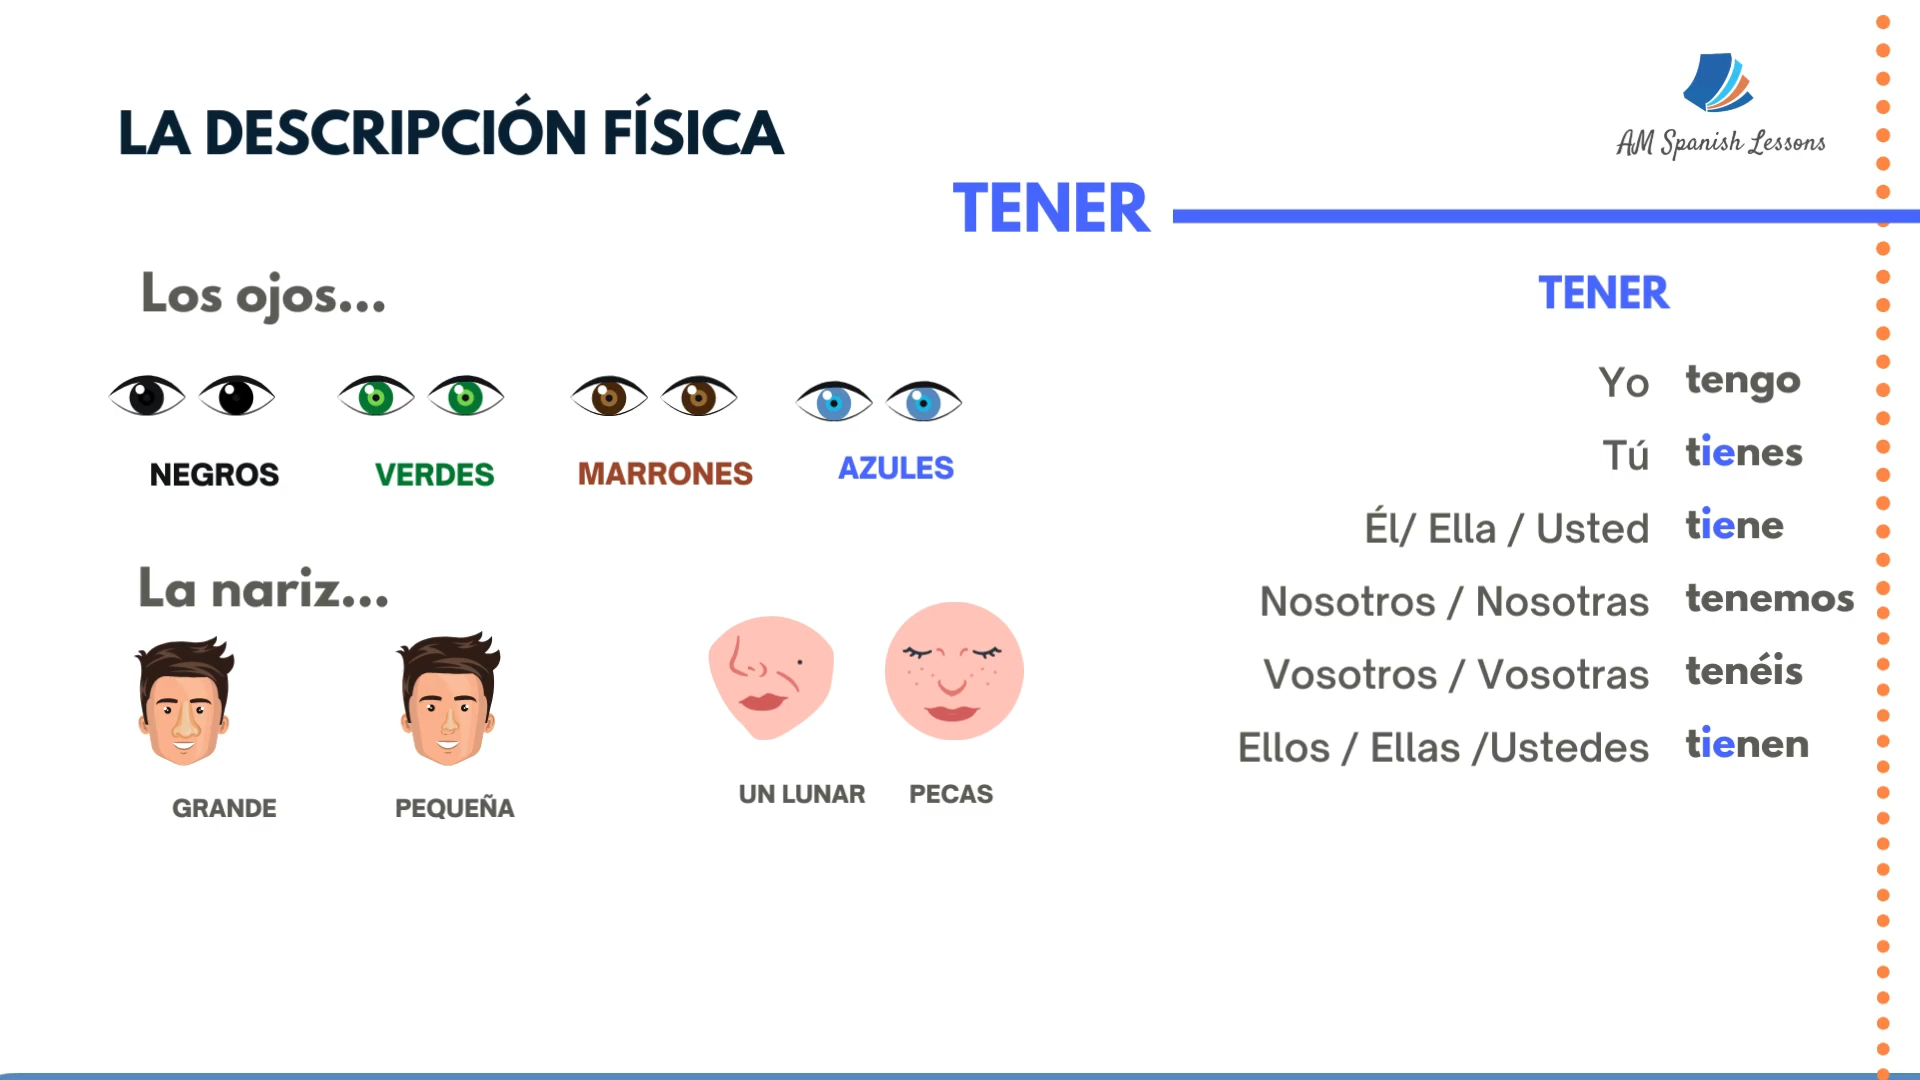 LA DESCRIPCIÓN FÍSICA
AM Spanish Lessons
TENER
Los ojos...
NEGROS VERDES MARRONES AZULES
La nariz...
GRANDE PEQUEÑA
UN LUNAR PECAS
TENER
Yo tengo
Tú tienes
Él/ Ella / Usted tiene
Nosotros / Nosotras tenemos
Vosotros / Vosotras tenéis
Ellos / Ellas /Ustedes tienen